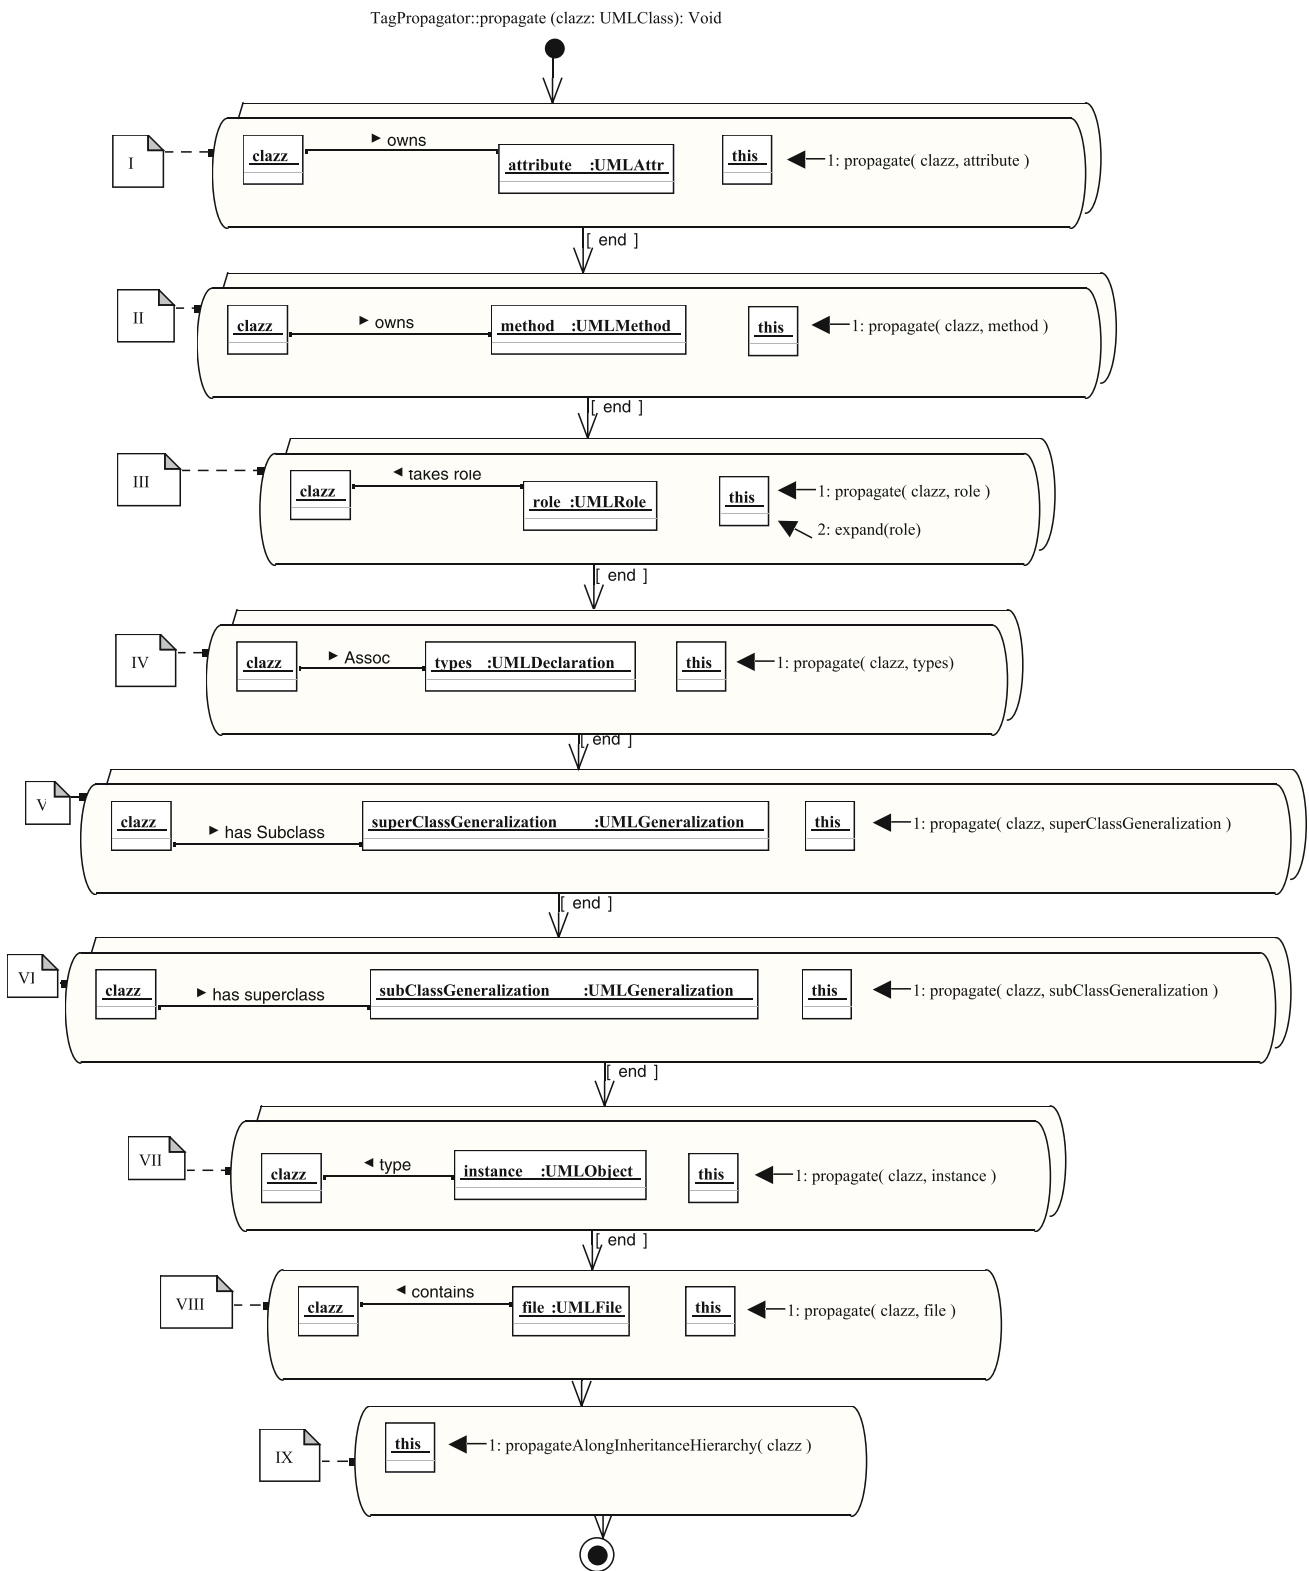 TagPropagator::propagate (clazz: UMLClass): Void
I
clazz
owns
attribute :UMLAttr
this
1: propagate( clazz, attribute )
[ end ]
II
clazz
owns
method :UMLMethod
this
1: propagate( clazz, method )
[ end ]
III
clazz
takes role
role :UMLRole
this
1: propagate( clazz, role )
2: expand(role)
[ end ]
IV
clazz
Assoc
types :UMLDeclaration
this
1: propagate( clazz, types)
[ end ]
V
clazz
has Subclass
superClassGeneralization :UMLGeneralization
this
1: propagate( clazz, superClassGeneralization )
[ end ]
VI
clazz
has superclass
subClassGeneralization :UMLGeneralization
this
1: propagate( clazz, subClassGeneralization )
[ end ]
VII
clazz
type
instance :UMLObject
this
1: propagate( clazz, instance )
[ end ]
VIII
clazz
contains
file :UMLFile
this
1: propagate( clazz, file )
IX
this
1: propagateAlongInheritanceHierarchy( clazz )